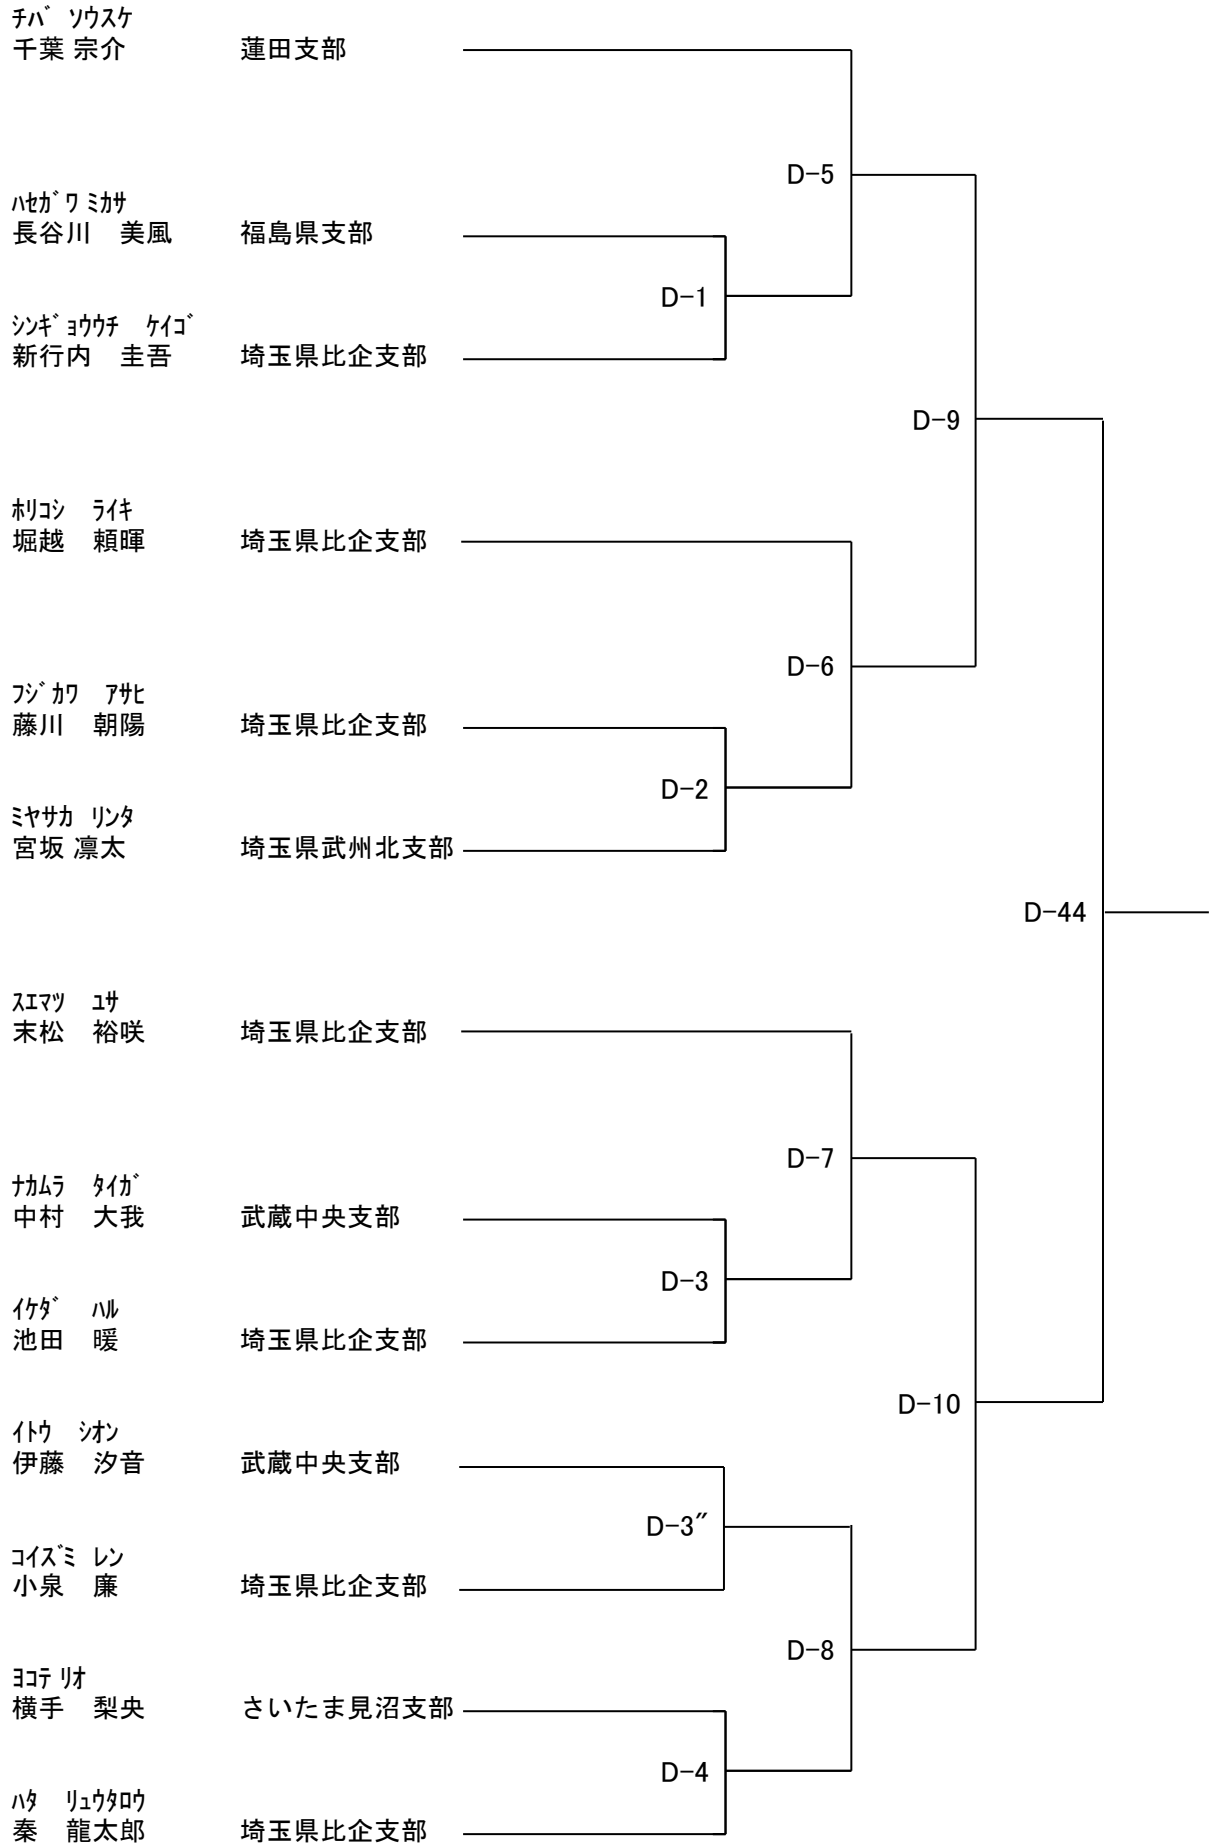 ﾁﾊﾞ ｿｳｽｹ
千葉 宗介　蓮田支部
D-5
ﾊｾｶﾞﾜ ﾐｶｻ
長谷川　美風　福島県支部
D-1
ｼﾝｷﾞｮｳｳﾁ　ｹｲｺﾞ
新行内　圭吾　埼玉県比企支部
D-9
ﾎﾘｺｼ　ﾗｲｷ
堀越　頼暉　埼玉県比企支部
D-6
ﾌｼﾞｶﾜ　ｱｻﾋ
藤川　朝陽　埼玉県比企支部
D-2
ﾐﾔｻｶ ﾘﾝﾀ
宮坂 凛太　埼玉県武州北支部
D-44
ｽｴﾏﾂ　ﾕｻ
末松　裕咲　埼玉県比企支部
D-7
ﾅｶﾑﾗ　ﾀｲｶﾞ
中村　大我　武蔵中央支部
D-3
ｲｹﾀﾞ　ﾊﾙ
池田　暖　埼玉県比企支部
D-10
ｲﾄｳ　ｼｵﾝ
伊藤　汐音　武蔵中央支部
D-3″
ｺｲｽﾞﾐ ﾚﾝ
小泉　廉　埼玉県比企支部
D-8
ﾖｺﾃ ﾘｵ
横手　梨央　さいたま見沼支部
D-4
ﾊﾀ　ﾘｭｳﾀﾛｳ
秦　龍太郎　埼玉県比企支部